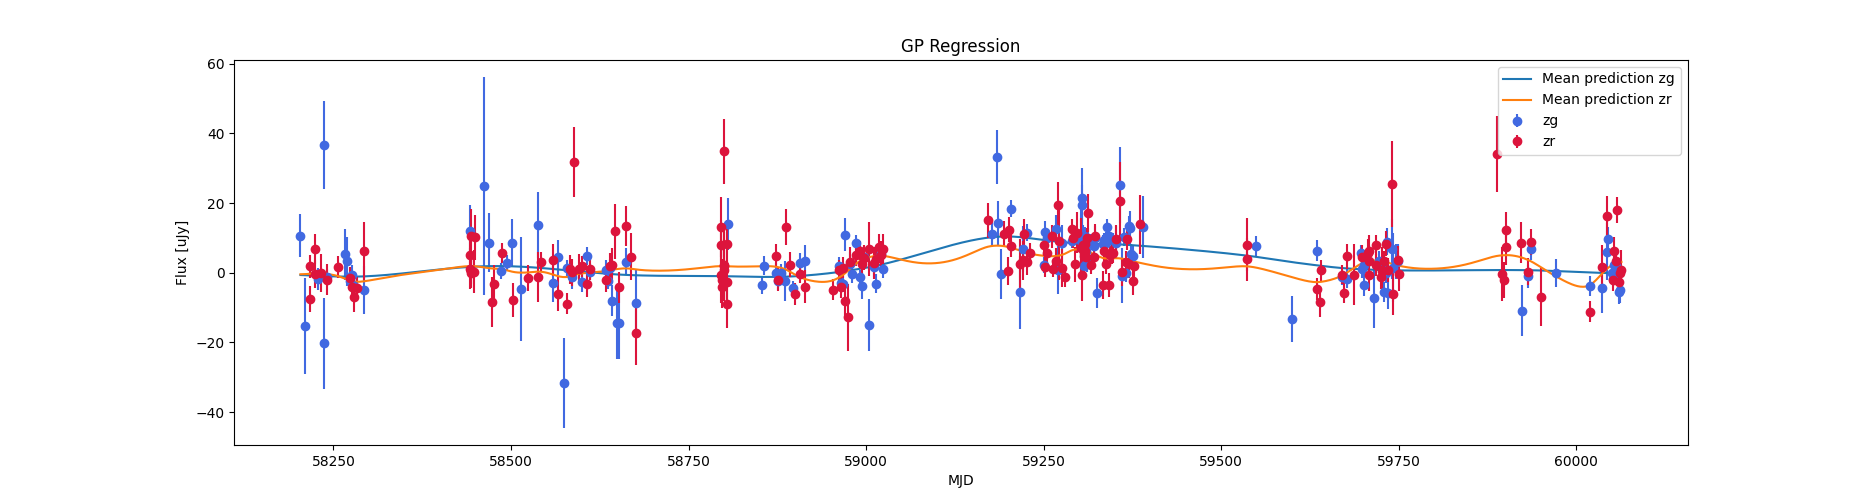 GP Regression
60
40
20
0
−20
−40
Flux [uJy]
58250
58500
58750
59000
59250
59500
59750
60000
MJD
Mean prediction zg
Mean prediction zr
zg
zr